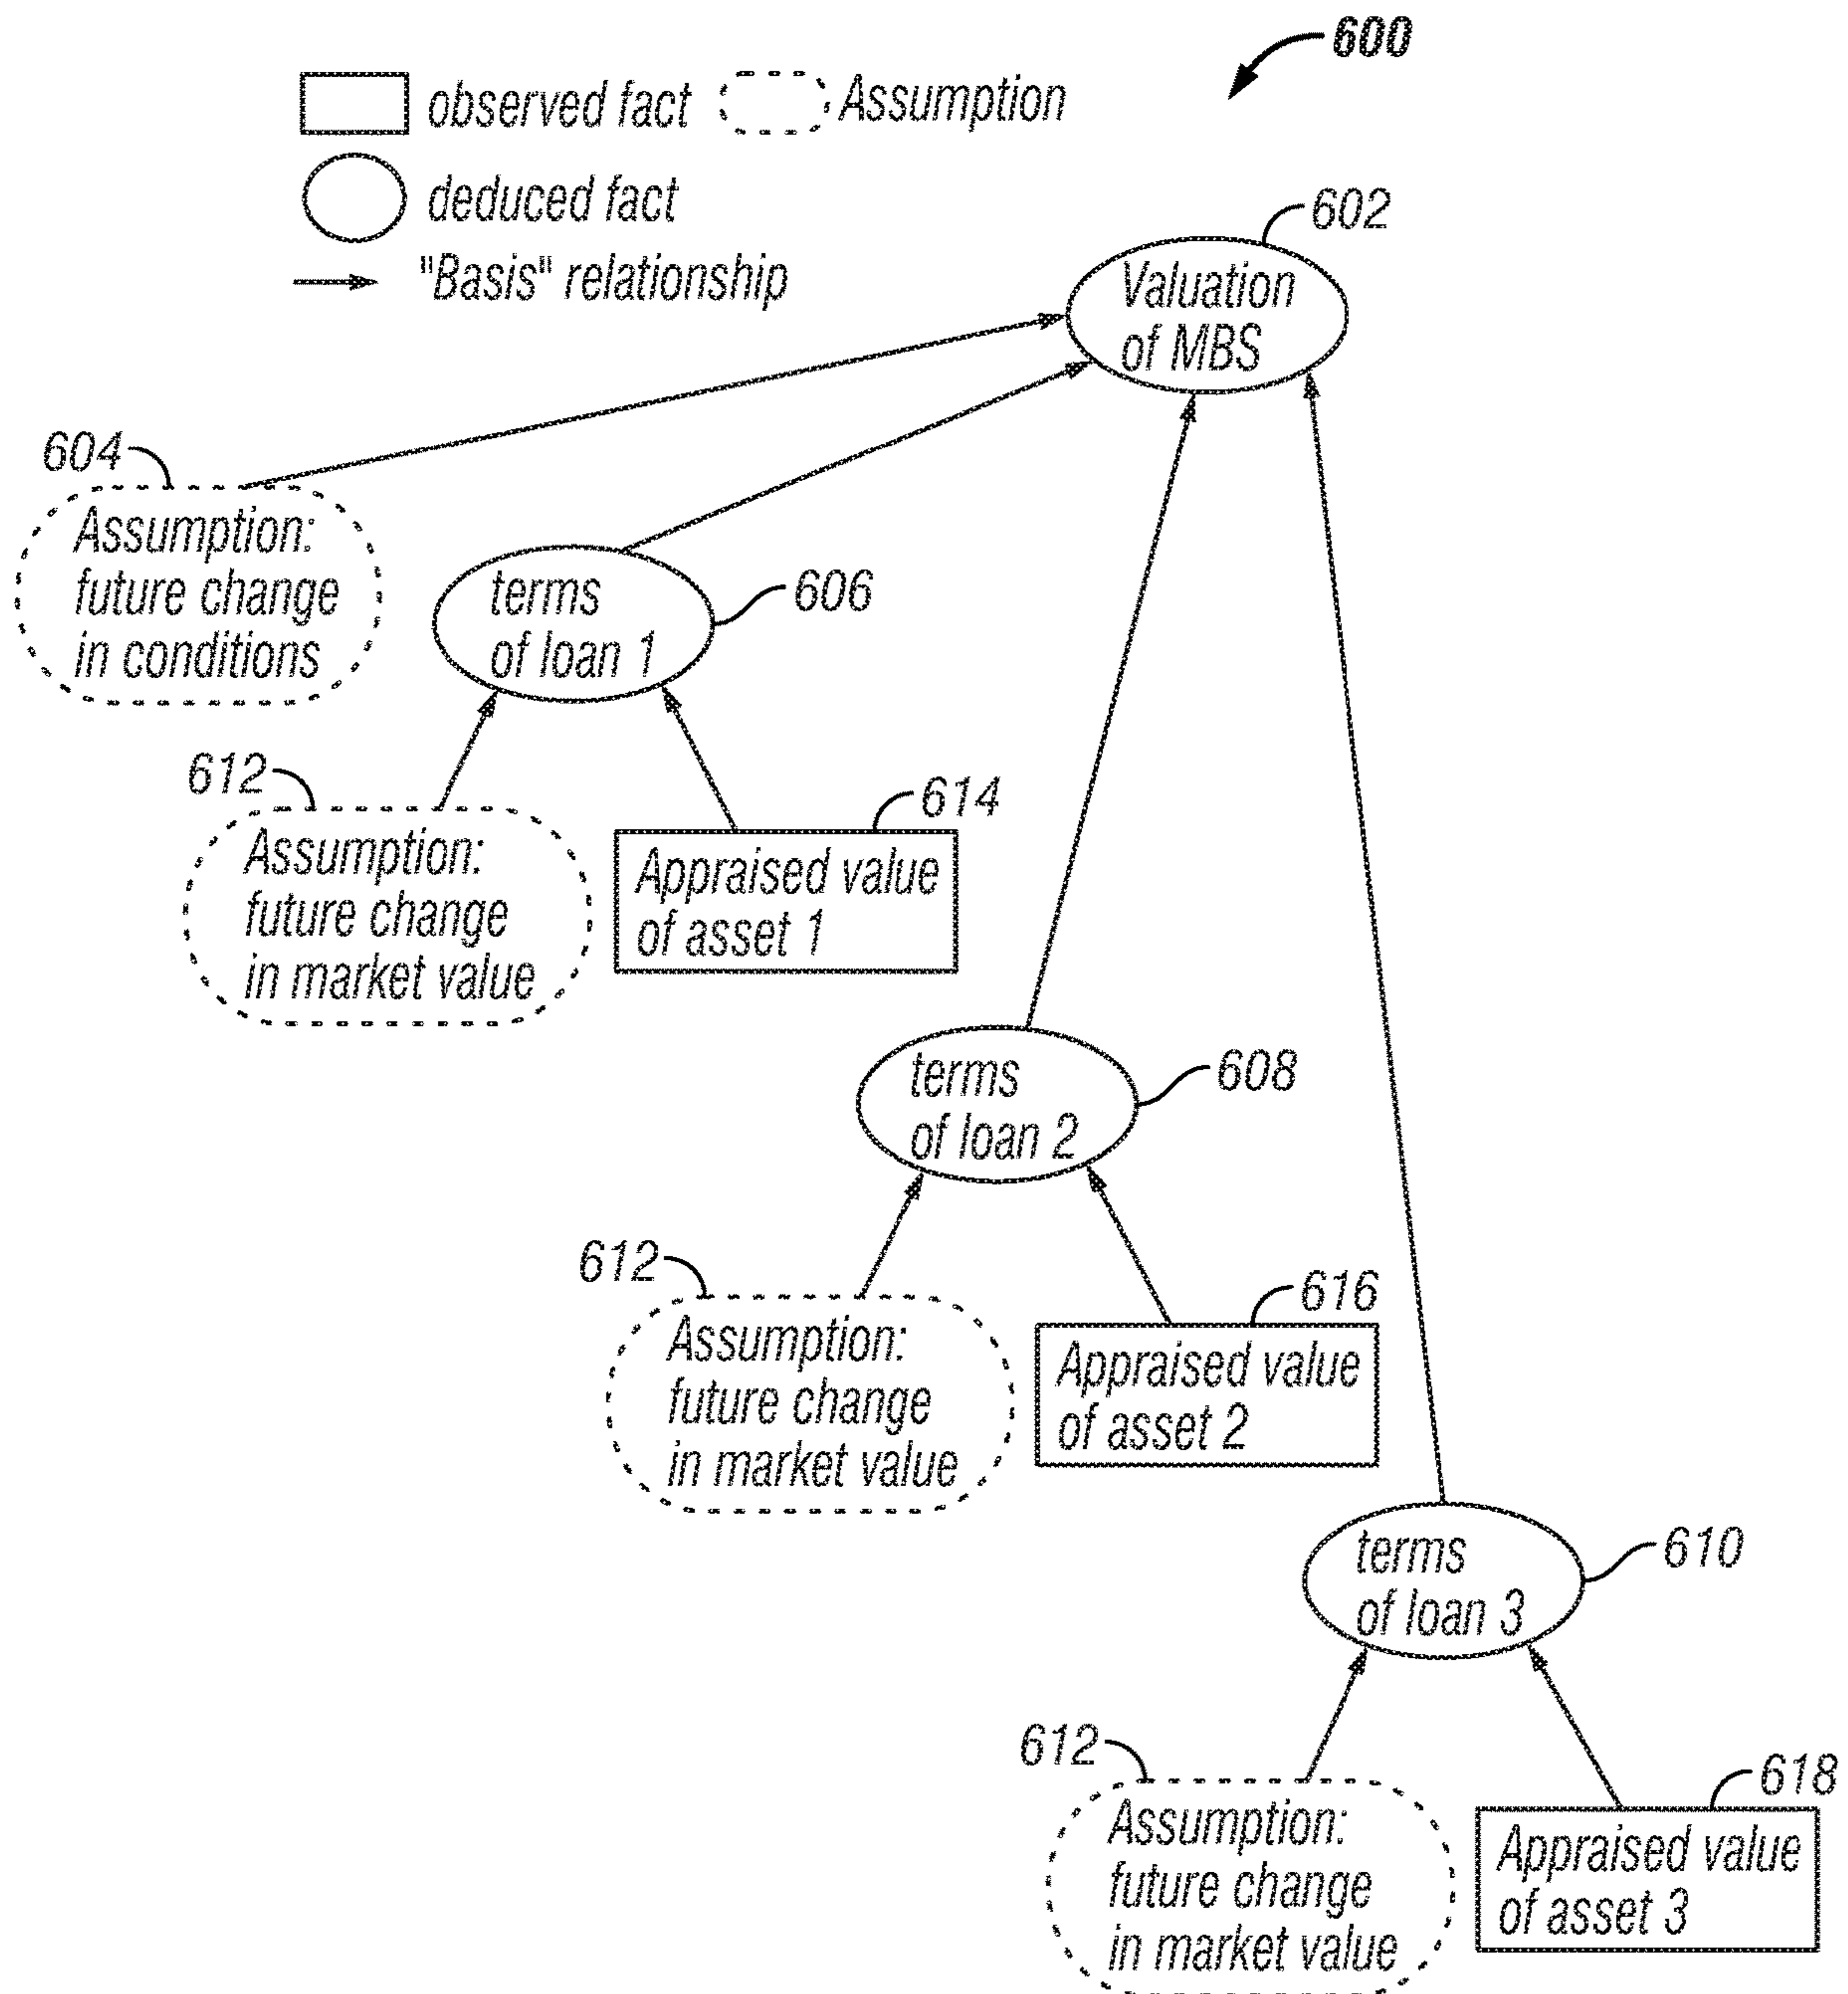 600
observed fact
Assumption
deduced fact
"Basis" relationship
602
Valuation
of MBS
604
Assumption:
future change
in conditions
terms
of loan 1
606
612
Assumption:
future change
in market value
614
Appraised value
of asset 1
terms
of loan 2
608
612
Assumption:
future change
in market value
616
Appraised value
of asset 2
terms
of loan 3
610
612
Assumption:
future change
in market value
618
Appraised value
of asset 3